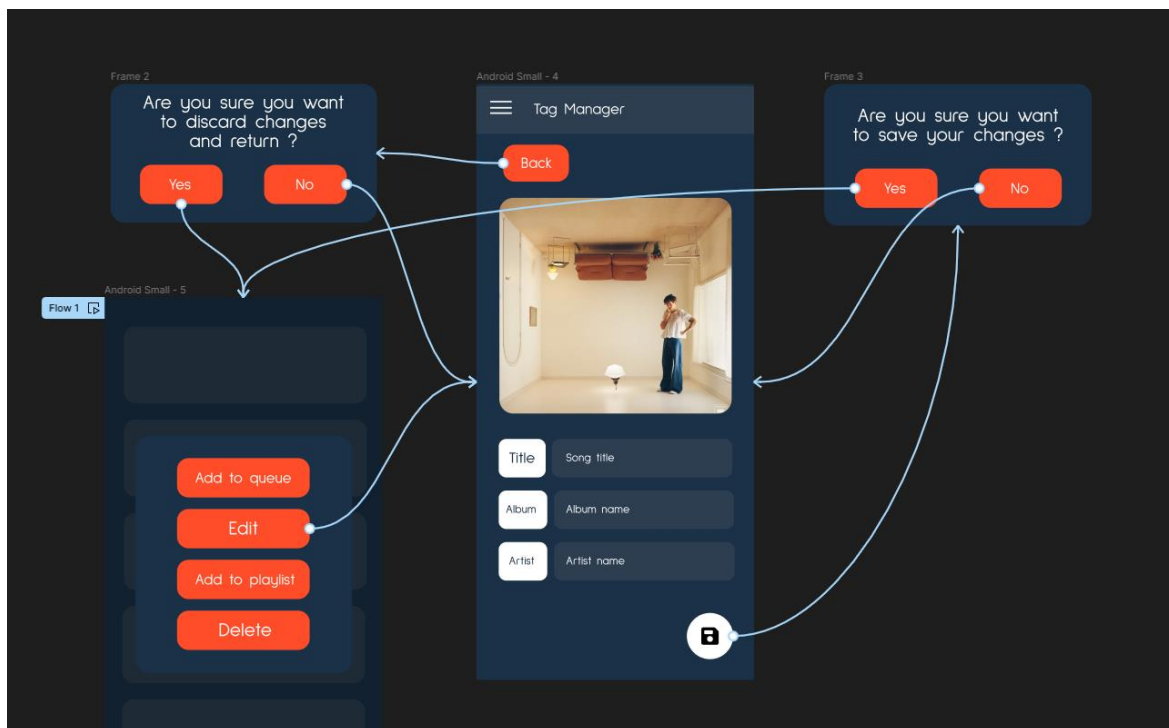 Frame 2
Are you sure you want
to discard changes
and return ?
Yes
No
Android Small - 4
Tag Manager
Back
Title
Song title
Album
Album name
Artist
Artist name
Frame 3
Are you sure you want
to save your changes ?
Yes
No
Flow 1
Android Small - 5
Add to queue
Edit
Add to playlist
Delete